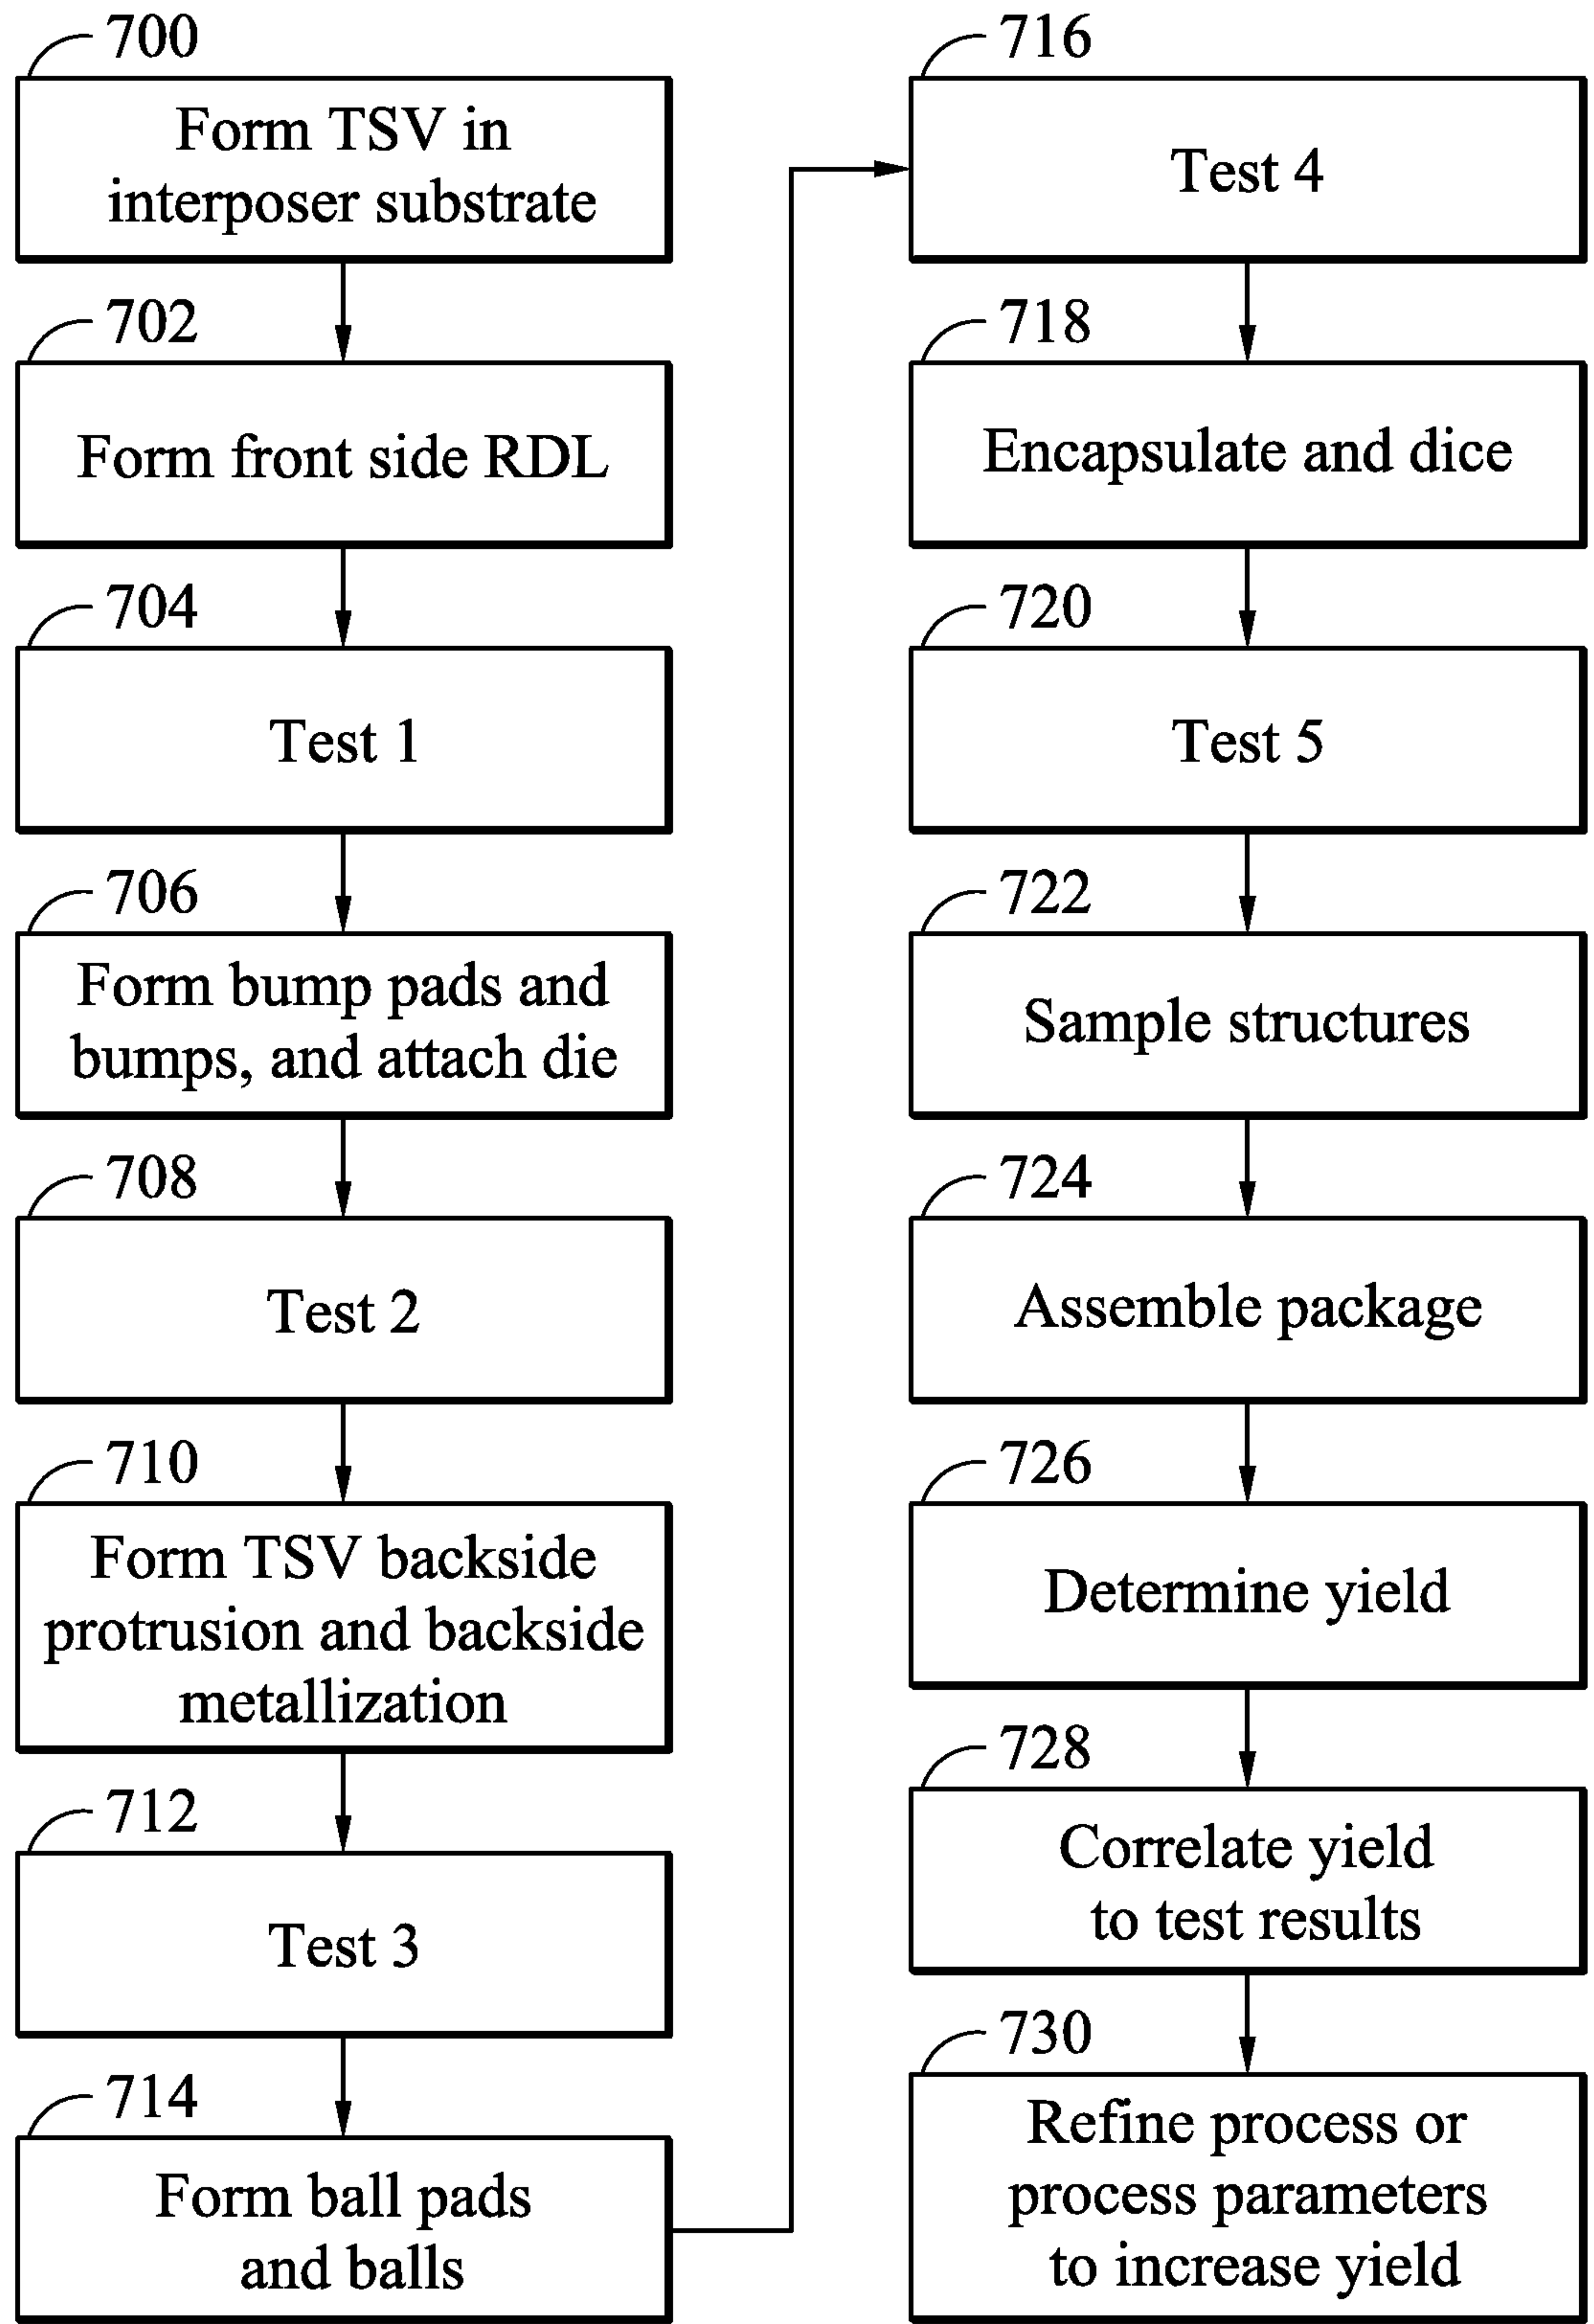 700
Form TSV in
interposer substrate
702
Form front side RDL
704
Test 1
706
Form bump pads and
bumps, and attach die
708
Test 2
710
Form TSV backside
protrusion and backside
metallization
712
Test 3
714
Form ball pads
and balls
716
Test 4
718
Encapsulate and dice
720
Test 5
722
Sample structures
724
Assemble package
726
Determine yield
728
Correlate yield
to test results
730
Refine process or
process parameters
to increase yield